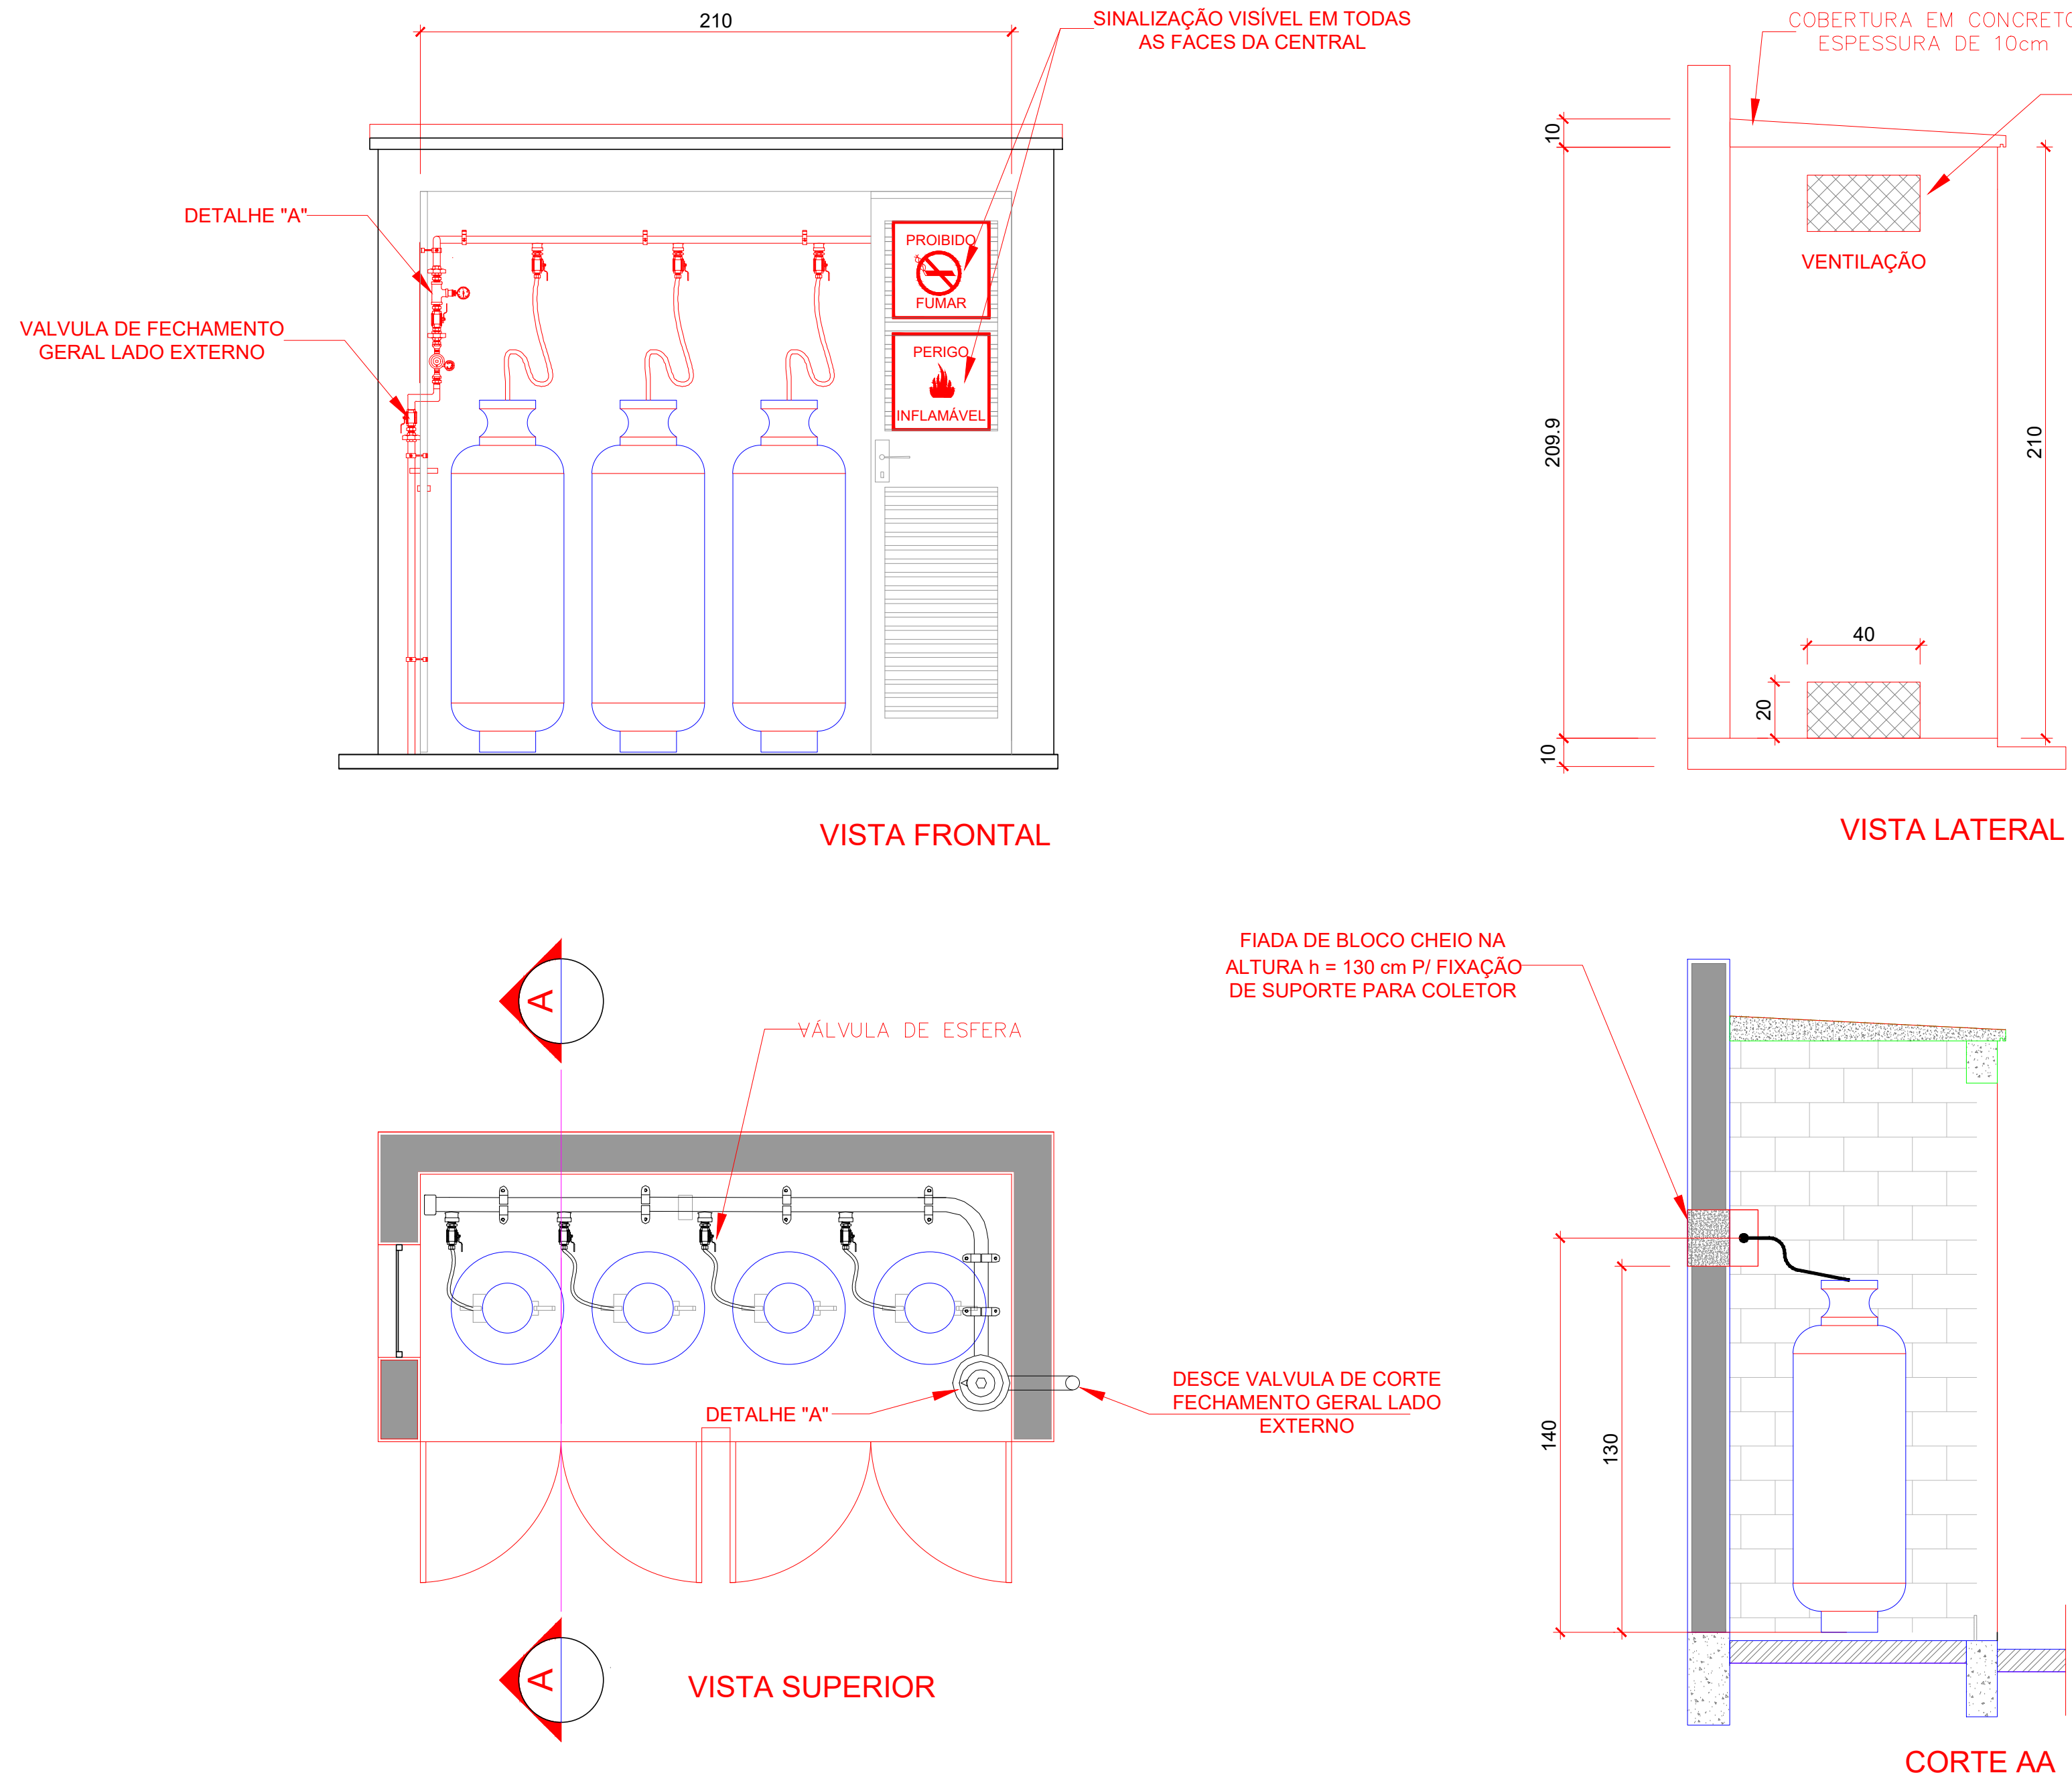 210
SINALIZAÇÃO VISÍVEL EM TODAS
AS FACES DA CENTRAL
DETALHE "A"
VALVULA DE FECHAMENTO
GERAL LADO EXTERNO
PROIBIDO
FUMAR
PERIGO
INFLAMÁVEL
VISTA FRONTAL
COBERTURA EM CONCRETO
ESPESSURA DE 10cm
10
209.9
10
VENTILAÇÃO
210
40
20
VISTA LATERAL
A
VÁLVULA DE ESFERA
DETALHE "A"
DESCE VALVULA DE CORTE
FECHAMENTO GERAL LADO
EXTERNO
A
VISTA SUPERIOR
FIADA DE BLOCO CHEIO NA
ALTURA h = 130 cm P/ FIXAÇÃO
DE SUPORTE PARA COLETOR
140
130
CORTE AA